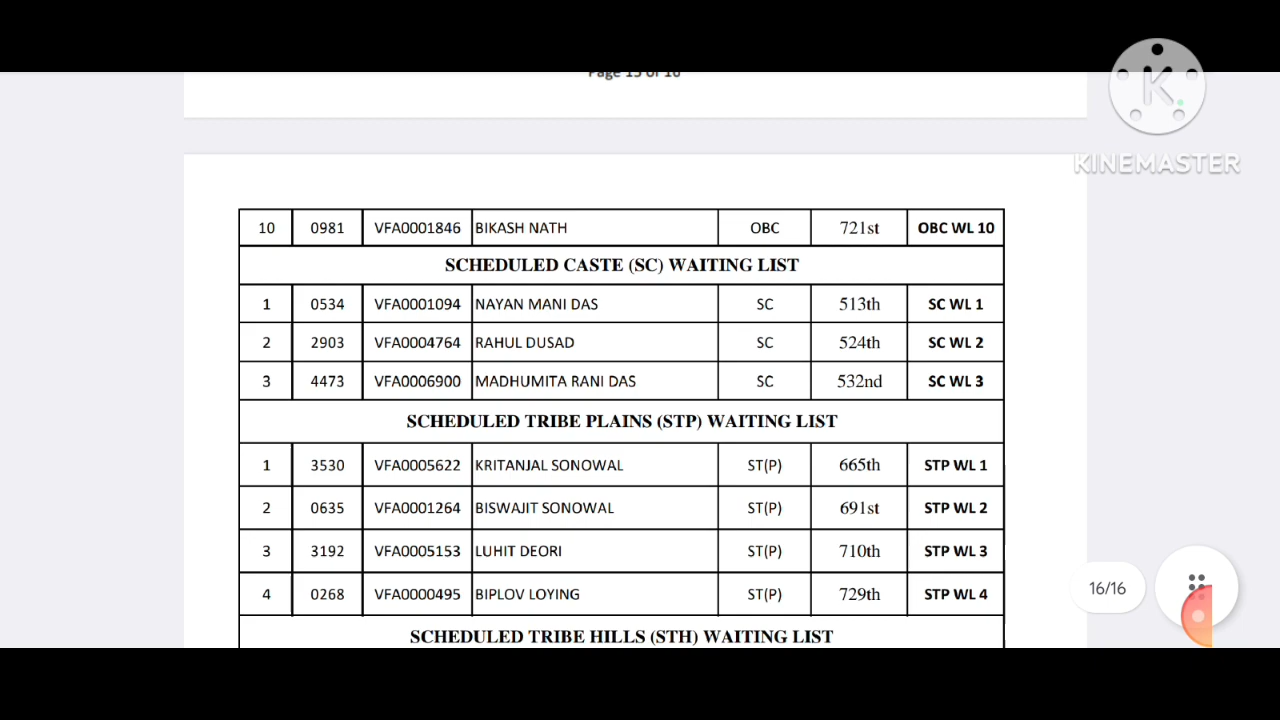 Page 15 of 16
KINEMASTER
10 0981 VFA0001846 BIKASH NATH OBC 721st OBC WL 10
SCHEDULED CASTE (SC) WAITING LIST
1 0534 VFA0001094 NAYAN MANI DAS SC 513th SC WL 1
2 2903 VFA0004764 RAHUL DUSAD SC 524th SC WL 2
3 4473 VFA0006900 MADHUMITA RANI DAS SC 532nd SC WL 3
SCHEDULED TRIBE PLAINS (STP) WAITING LIST
1 3530 VFA0005622 KRITANJAL SONOWAL ST(P) 665th STP WL 1
2 0635 VFA0001264 BISWAJIT SONOWAL ST(P) 691st STP WL 2
3 3192 VFA0005153 LUHIT DEORI ST(P) 710th STP WL 3
16/16
4 0268 VFA0000495 BIPLOV LOYING ST(P) 729th STP WL 4
SCHEDULED TRIBE HILLS (STH) WAITING LIST